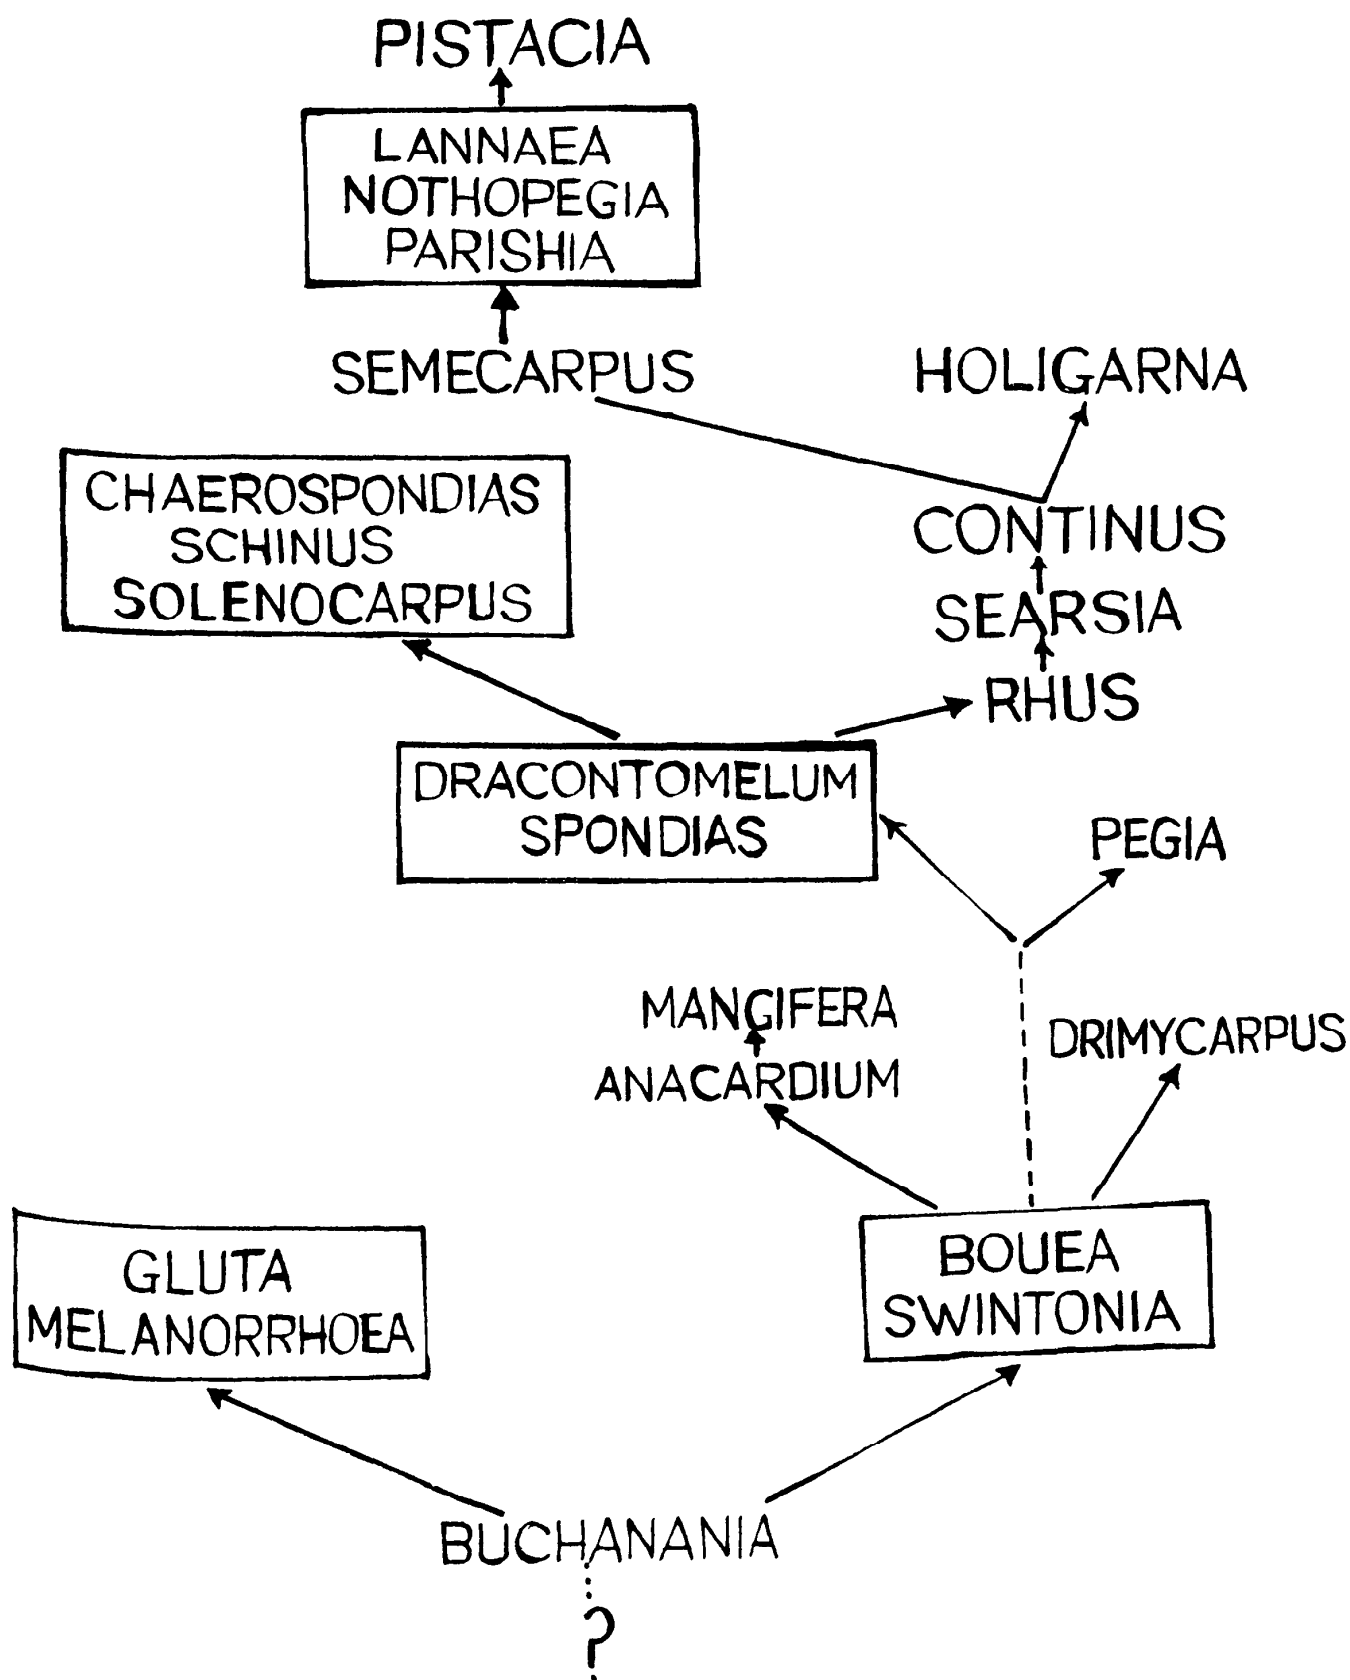 PISTACIA
LANNAEA
NOTHOPEGIA
PARISHIA
SEMECARPUS
HOLIGARNA
CHAEROSPONDIAS
SCHINUS
SOLENOCARPUS
CONTINUS
SEARSIA
RHUS
DRACONTOMELUM
SPONDIAS
PEGIA
MANGIFERA
ANACARDIUM
DRIMYCARPUS
GLUTA
MELANORRHOEA
BOUEA
SWINTONIA
BUCHANANIA
?